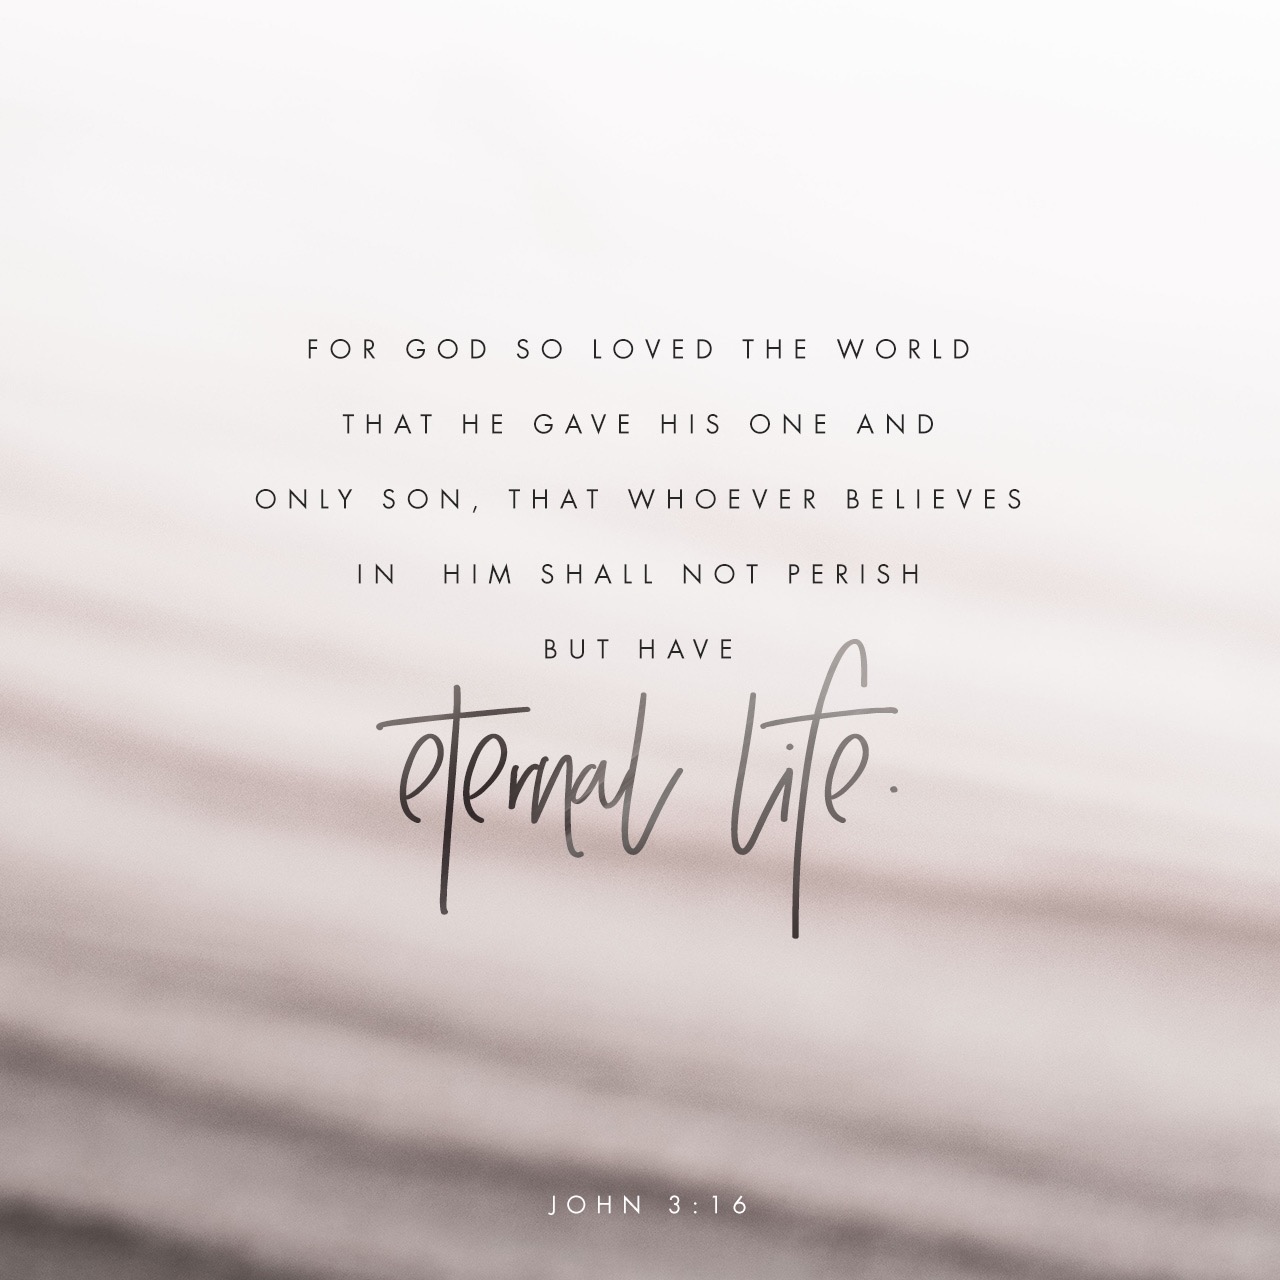 FOR GOD SO LOVED THE WORLD
THAT HE GAVE HIS ONE AND
ONLY SON, THAT WHOEVER BELIEVES
IN HIM SHALL NOT PERISH
BUT HAVE
eternal life.
JOHN 3:16